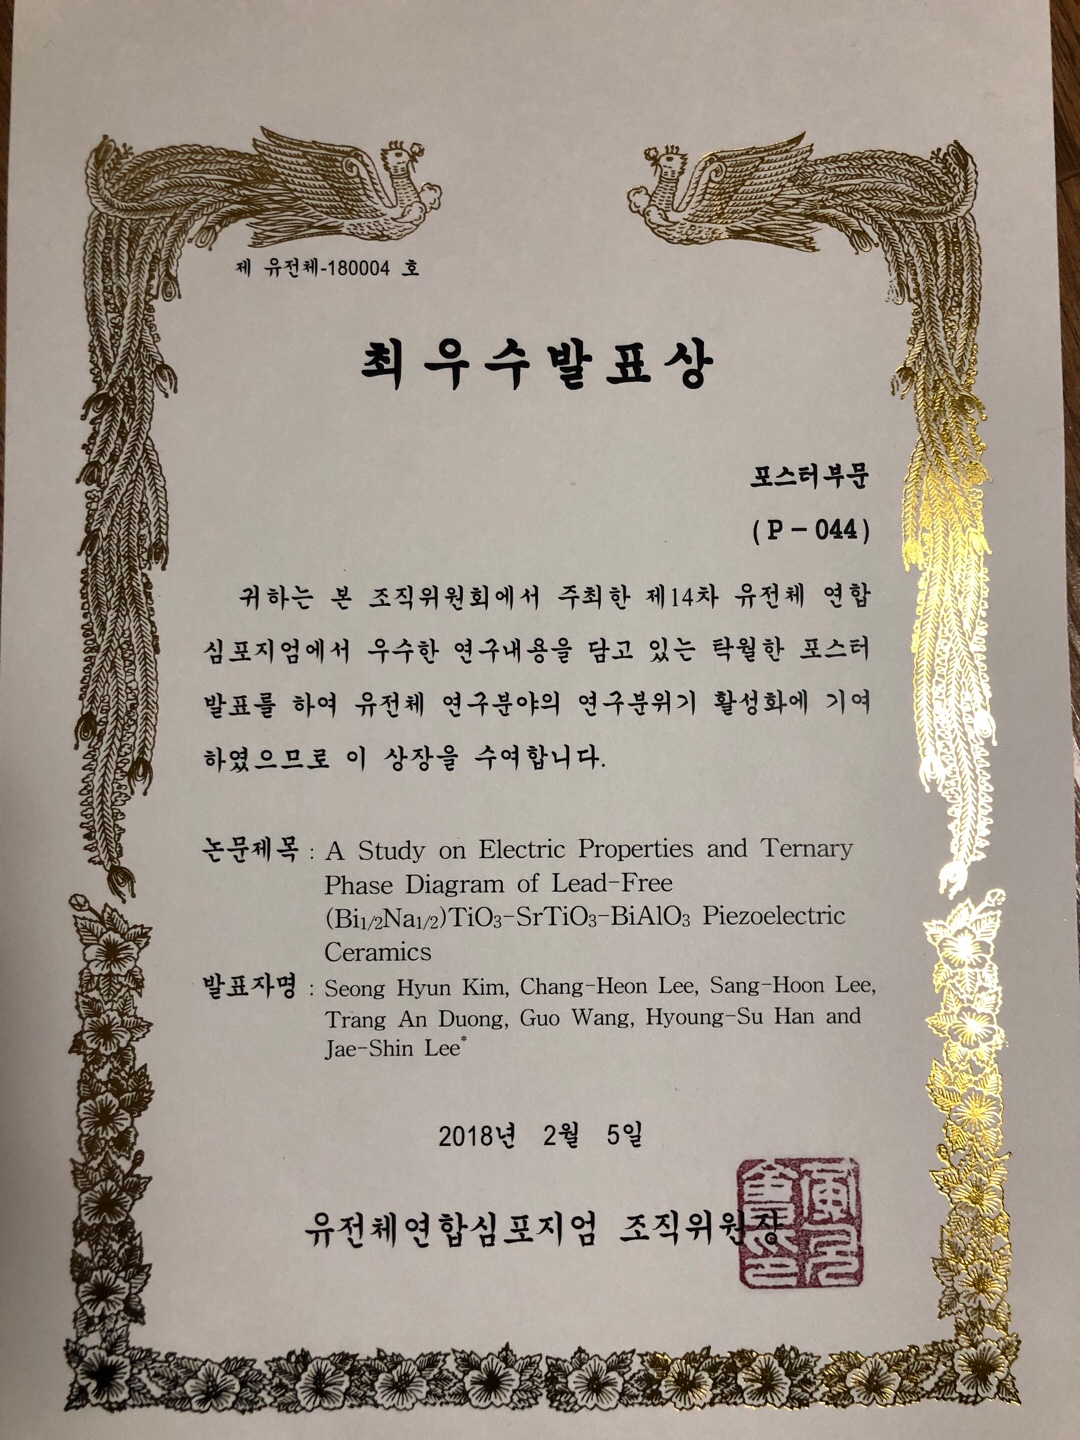 제 유전체-180004 호
최우수발표상
포스터부문
(P-044)
귀하는 본 조직위원회에서 주최한 제14차 유전체 연합
심포지엄에서 우수한 연구내용을 담고 있는 탁월한 포스터
발표를 하여 유전체 연구분야의 연구분위기 활성화에 기여
하였으므로 이 상장을 수여합니다.
논문제목 : A Study on Electric Properties and Ternary
Phase Diagram of Lead-Free
(Bi1/2Na1/2)TiO3-SrTiO3-BiAlO3 Piezoelectric
Ceramics
발표자명 : Seong Hyun Kim, Chang-Heon Lee, Sang-Hoon Lee,
Trang An Duong, Guo Wang, Hyoung-Su Han and
Jae-Shin Lee*
2018년 2월 5일
유전체연합심포지엄 조직위원장